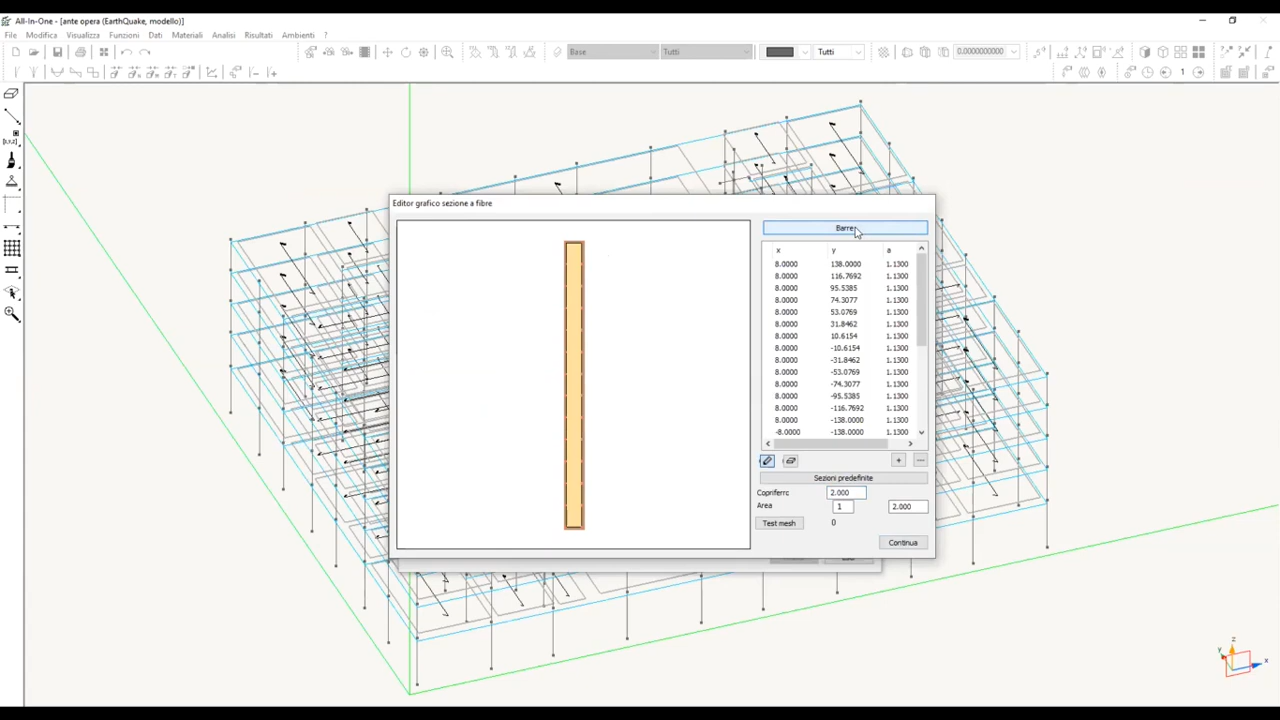 All-In-One - [ante opera (EarthQuake, modello)]
File Modifica Visualizza Funzioni Dati Materiali Analisi Risultati Ambienti ?
Base Tutti Tutti 0.0000000000
1
[x,y,z]
Editor grafico sezione a fibre
Barre
x y a
8.0000 138.0000 1.1300
8.0000 116.7692 1.1300
8.0000 95.5385 1.1300
8.0000 74.3077 1.1300
8.0000 53.0769 1.1300
8.0000 31.8462 1.1300
8.0000 10.6154 1.1300
8.0000 -10.6154 1.1300
8.0000 -31.8462 1.1300
8.0000 -53.0769 1.1300
8.0000 -74.3077 1.1300
8.0000 -95.5385 1.1300
8.0000 -116.7692 1.1300
8.0000 -138.0000 1.1300
-8.0000 -138.0000 1.1300
Sezioni predefinite
Copriferrc 2.000
Area 1 2.000
Test mesh 0
Continua
z
y
x